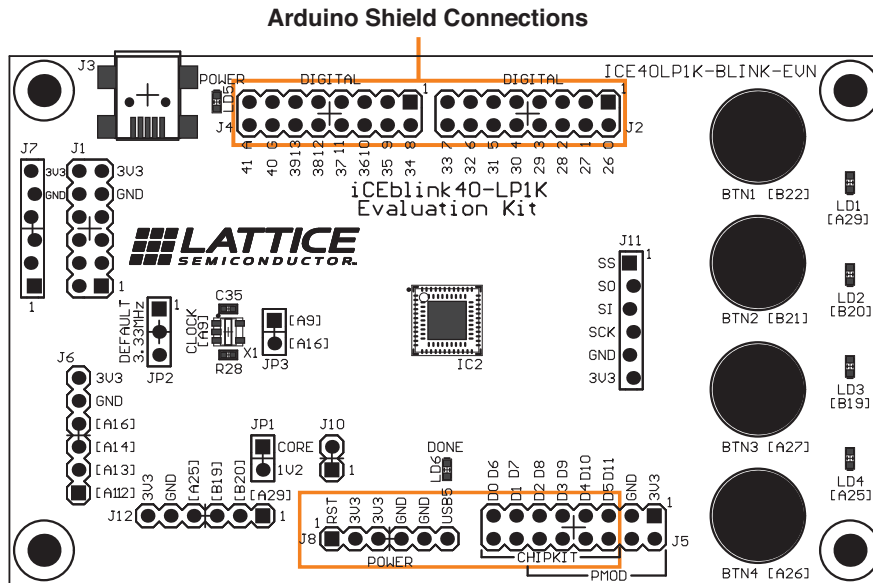 Arduino Shield Connections
J3
POWER
LD5
DIGITAL
DIGITAL
ICE40LP1K-BLINK-EVN
1
1
J4
J2
41 A
40 G
39 13
38 12
37 11
36 10
35 9
34 8
33 7
32 6
31 5
30 4
29 3
28 2
27 1
26 0
iCEblink40-LP1K
Evaluation Kit
J7
J1
3V3
GND
3V3
GND
1
1
LATTICE
SEMICONDUCTOR.
BTN1 [B22]
LD1
[A29]
J11
1
SS
SO
SI
SCK
GND
3V3
BTN2 [B21]
LD2
[B20]
DEFAULT
3.33MHz
1
JP2
CLOCK
[A9]
C35
X1
R28
[A9]
[A16]
JP3
IC2
J6
3V3
GND
[A16]
[A14]
[A13]
[A112]
BTN3 [A27]
LD3
[B19]
JP1
CORE
1V2
J10
1
DONE
LD6
LD4
[A25]
3V3
GND
[A25]
[B19]
[B20]
[A29]
J12
1
RST
3V3
3V3
GND
GND
USB5
1
J8
POWER
D0 D6
D1 D7
D2 D8
D3 D9
D4 D10
D5 D11
GND
3V3
1
J5
CHIPKIT
PMOD
BTN4 [A26]